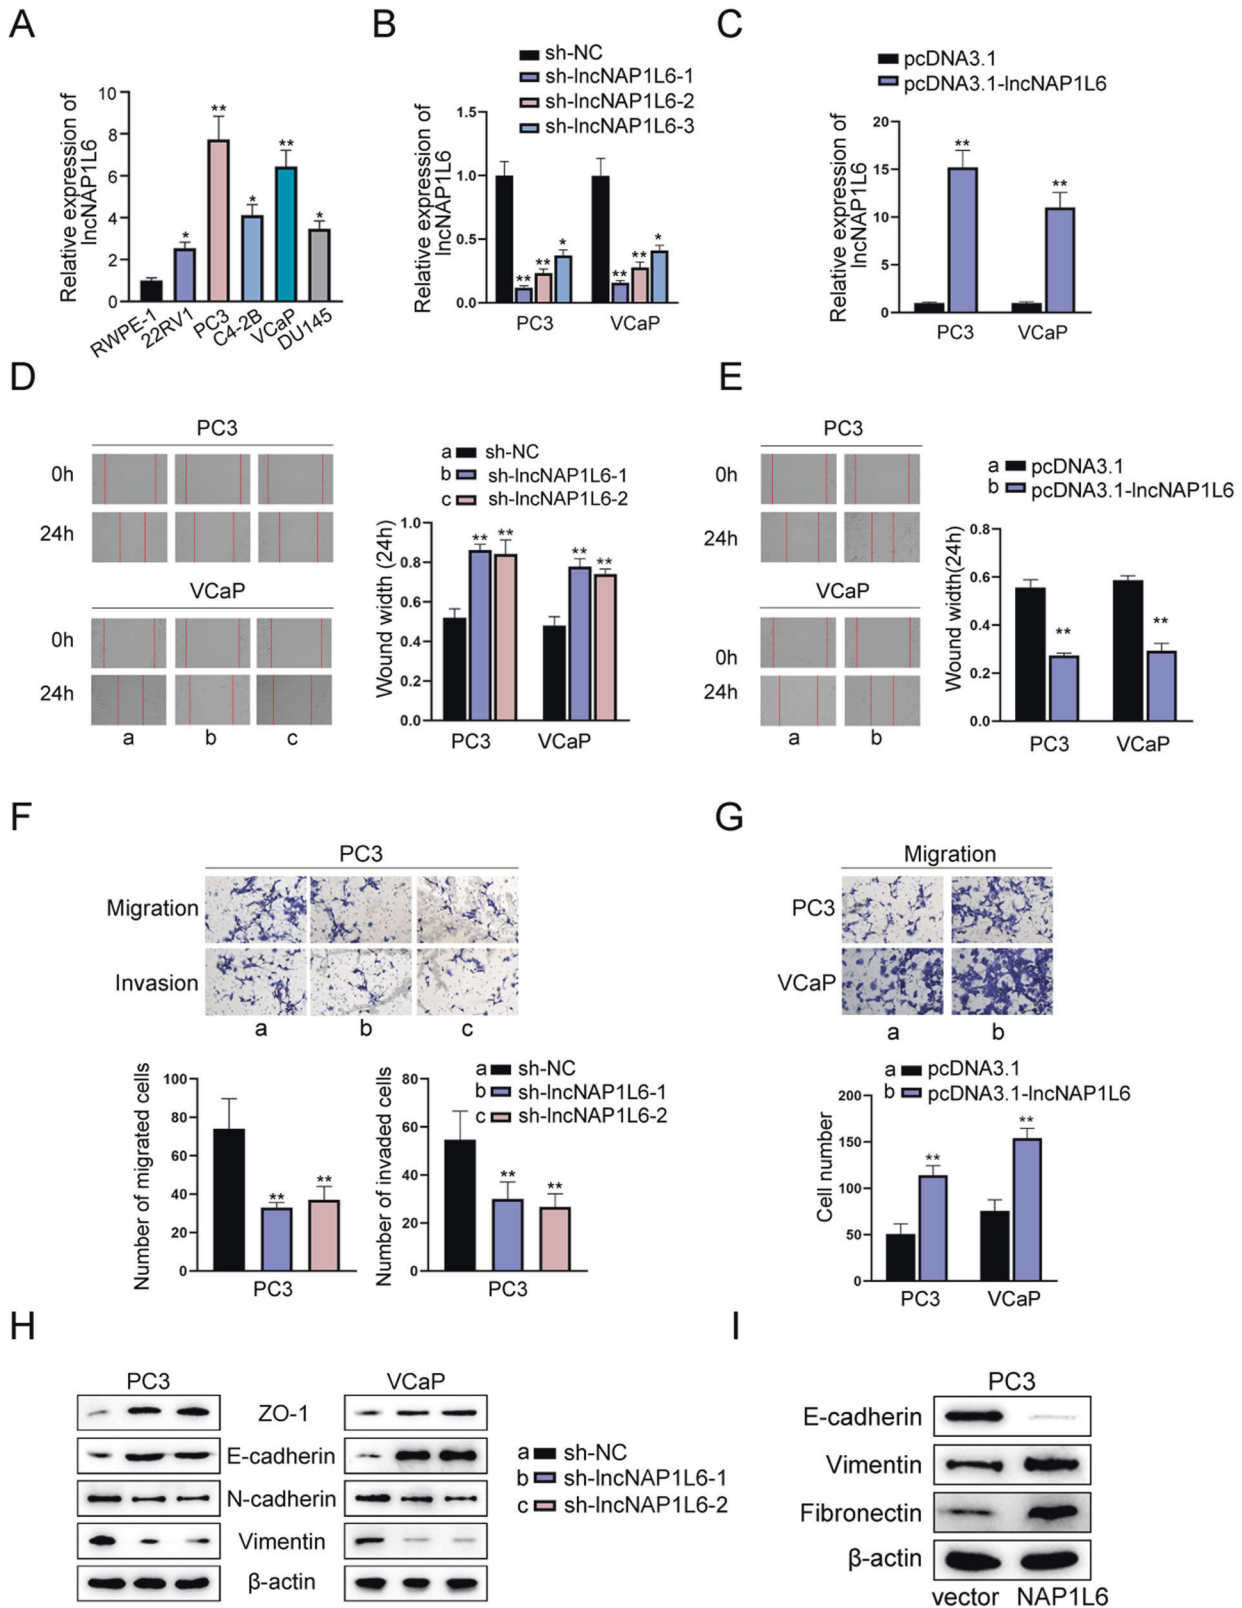 A
Relative expression of
lncNAP1L6
10
8
6
4
2
0
**
*
*
**
*
RWPE-1
22RV1
PC3
C4-2B
VCaP
DU145
B
sh-NC
sh-lncNAP1L6-1
sh-lncNAP1L6-2
sh-lncNAP1L6-3
Relative expression of
lncNAP1L6
1.5
1.0
0.5
0.0
** ** *
** ** *
PC3 VCaP
C
pcDNA3.1
pcDNA3.1-lncNAP1L6
Relative expression of
lncNAP1L6
20
15
10
5
0
**
**
PC3 VCaP
D
PC3
0h
24h
VCaP
0h
24h
a b c
a sh-NC
b sh-lncNAP1L6-1
c sh-lncNAP1L6-2
Wound width (24h)
1.0
0.8
0.6
0.4
0.2
0.0
** **
** **
PC3 VCaP
E
PC3
0h
24h
VCaP
0h
24h
a b
a pcDNA3.1
b pcDNA3.1-lncNAP1L6
Wound width(24h)
0.8
0.6
0.4
0.2
0.0
** **
PC3 VCaP
F
PC3
Migration
Invasion
a b c
Number of migrated cells
100
80
60
40
20
0
** **
PC3
a sh-NC
b sh-lncNAP1L6-1
c sh-lncNAP1L6-2
Number of invaded cells
80
60
40
20
0
** **
PC3
G
Migration
PC3
VCaP
a b
a pcDNA3.1
b pcDNA3.1-lncNAP1L6
Cell number
200
150
100
50
0
**
**
PC3 VCaP
H
PC3 VCaP
ZO-1
E-cadherin
N-cadherin
Vimentin
β-actin
a sh-NC
b sh-lncNAP1L6-1
c sh-lncNAP1L6-2
I
PC3
E-cadherin
Vimentin
Fibronectin
β-actin
vector NAP1L6